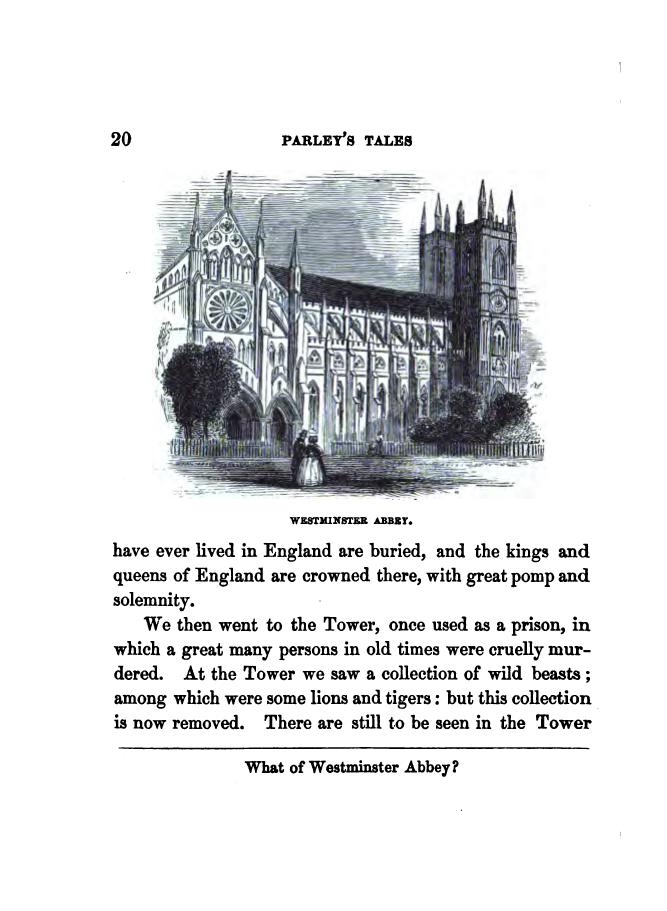 20 PARLEY'S TALES
WESTMINSTER ABBEY.
have ever lived in England are buried, and the kings and
queens of England are crowned there, with great pomp and
solemnity.
We then went to the Tower, once used as a prison, in
which a great many persons in old times were cruelly mur-
dered. At the Tower we saw a collection of wild beasts ;
among which were some lions and tigers : but this collection
is now removed. There are still to be seen in the Tower
What of Westminster Abbey?